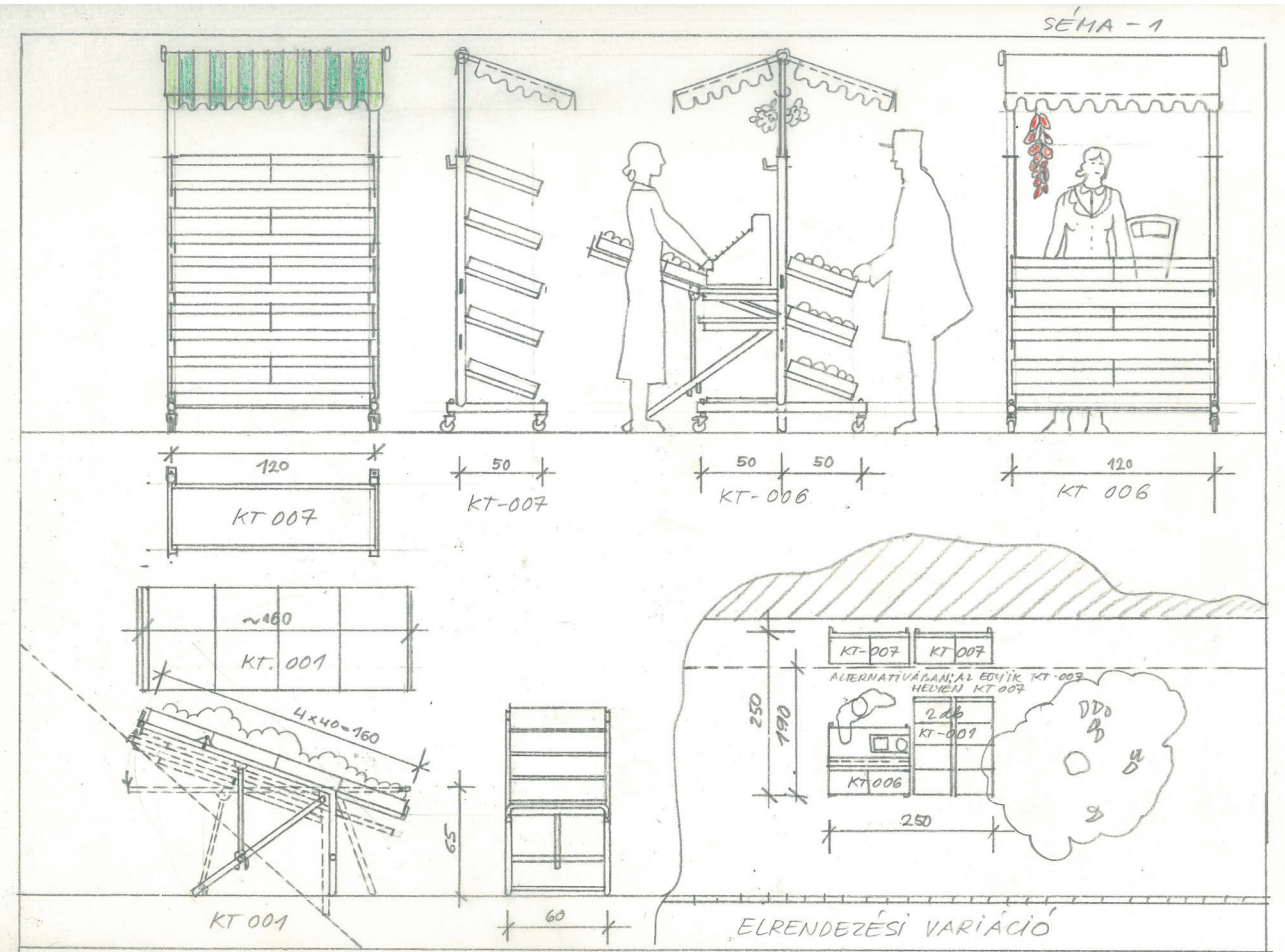 SÉMA - 1
120
50
50
50
120
KT-007
KT-006
KT 006
KT 007
~160
KT. 001
4 x 40 = 160
65
KT 001
60
KT-007
KT 007
ALTERNATÍVÁBAN: AZ EGYIK KT-007
HELYÉN KT 007
250
190
2 db
KT-001
KT 006
250
ELRENDEZÉSI VARIÁCIÓ